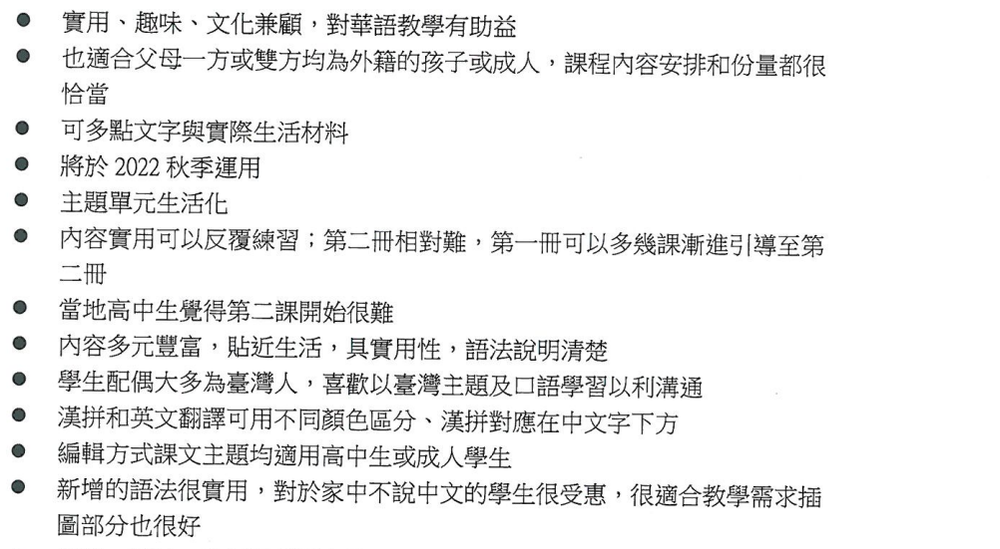 ● 實用、趣味、文化兼顧，對華語教學有助益
● 也適合父母一方或雙方均為外籍的孩子或成人，課程內容安排和份量都很
恰當
● 可多點文字與實際生活材料
● 將於 2022 秋季運用
● 主題單元生活化
● 內容實用可以反覆練習；第二冊相對難，第一冊可以多幾課漸進引導至第
二冊
● 當地高中生覺得第二課開始很難
● 內容多元豐富，貼近生活，具實用性，語法說明清楚
● 學生配偶大多為臺灣人，喜歡以臺灣主題及口語學習以利溝通
● 漢拼和英文翻譯可用不同顏色區分、漢拼對應在中文字下方
● 編輯方式課文主題均適用高中生或成人學生
● 新增的語法很實用，對於家中不說中文的學生很受惠，很適合教學需求插
圖部分也很好